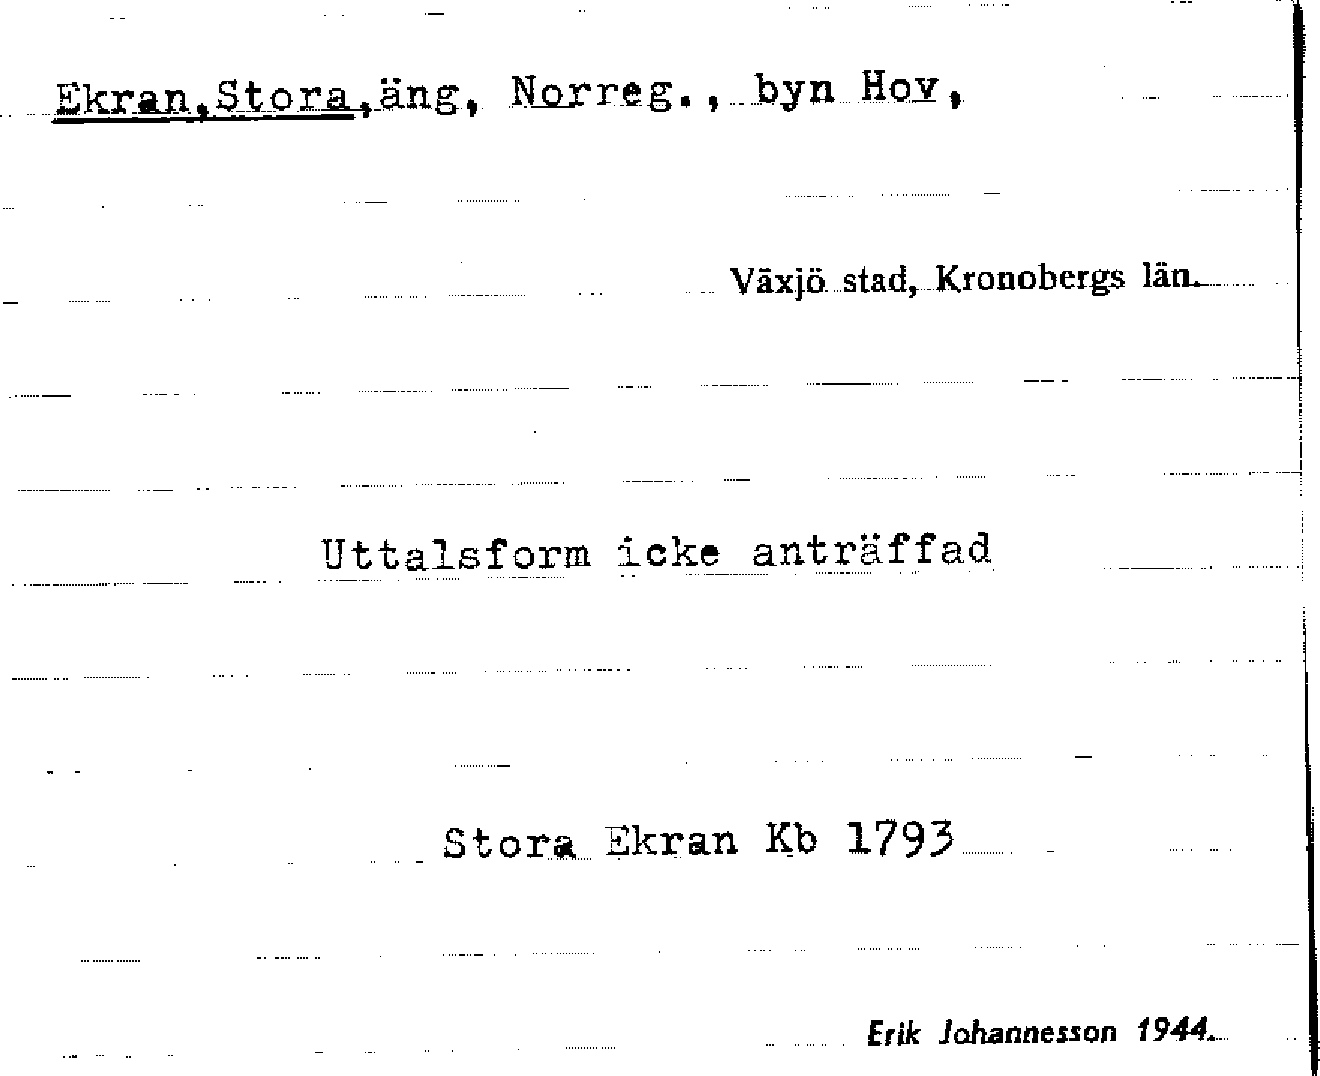 Ekran,Stora,äng, Norreg., byn Hov,
Växjö stad, Kronobergs län.
Uttalsform icke anträffad
Stora Ekran Kb 1793
Erik Johannesson 1944.